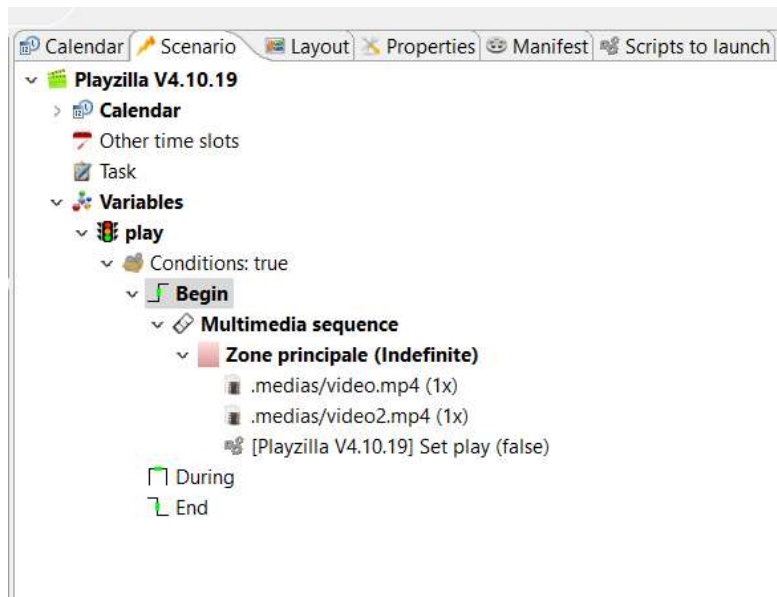 Calendar Scenario Layout Properties Manifest Scripts to launch
Playzilla V4.10.19
Calendar
Other time slots
Task
Variables
play
Conditions: true
Begin
Multimedia sequence
Zone principale (Indefinite)
.medias/video.mp4 (1x)
.medias/video2.mp4 (1x)
[Playzilla V4.10.19] Set play (false)
During
End